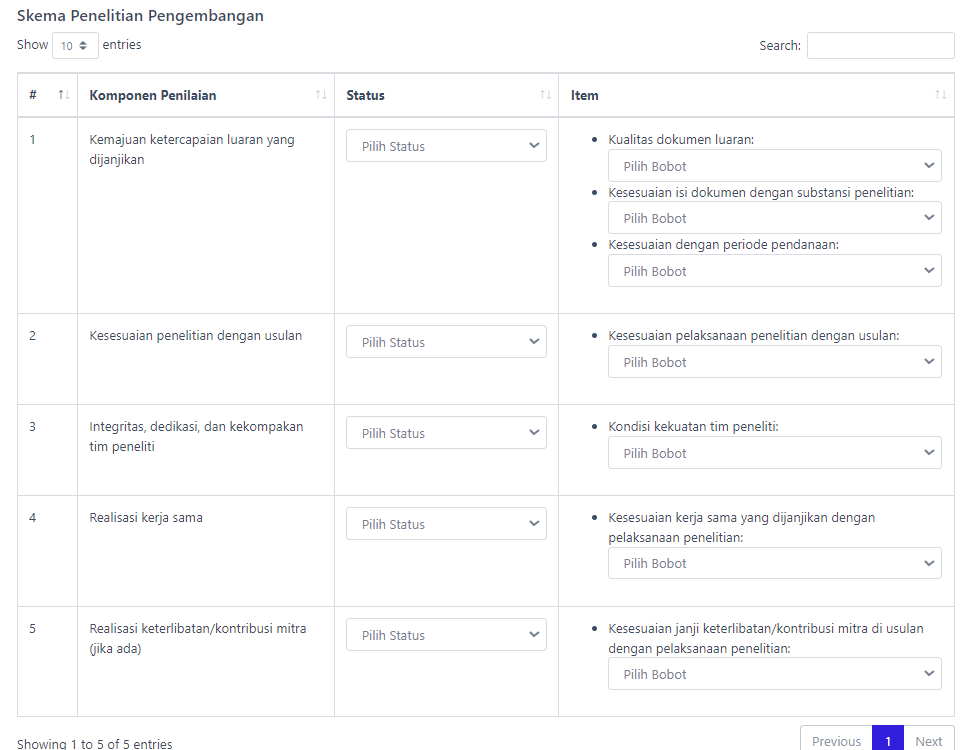 Skema Penelitian Pengembangan
Show 10 entries
Search:
# Komponen Penilaian Status Item
1 Kemajuan ketercapaian luaran yang
dijanjikan
Pilih Status
Kualitas dokumen luaran:
Pilih Bobot
Kesesuaian isi dokumen dengan substansi penelitian:
Pilih Bobot
Kesesuaian dengan periode pendanaan:
Pilih Bobot
2 Kesesuaian penelitian dengan usulan
Pilih Status
Kesesuaian pelaksanaan penelitian dengan usulan:
Pilih Bobot
3 Integritas, dedikasi, dan kekompakan
tim peneliti
Pilih Status
Kondisi kekuatan tim peneliti:
Pilih Bobot
4 Realisasi kerja sama
Pilih Status
Kesesuaian kerja sama yang dijanjikan dengan
pelaksanaan penelitian:
Pilih Bobot
5 Realisasi keterlibatan/kontribusi mitra
(jika ada)
Pilih Status
Kesesuaian janji keterlibatan/kontribusi mitra di usulan
dengan pelaksanaan penelitian:
Pilih Bobot
Showing 1 to 5 of 5 entries
Previous 1 Next